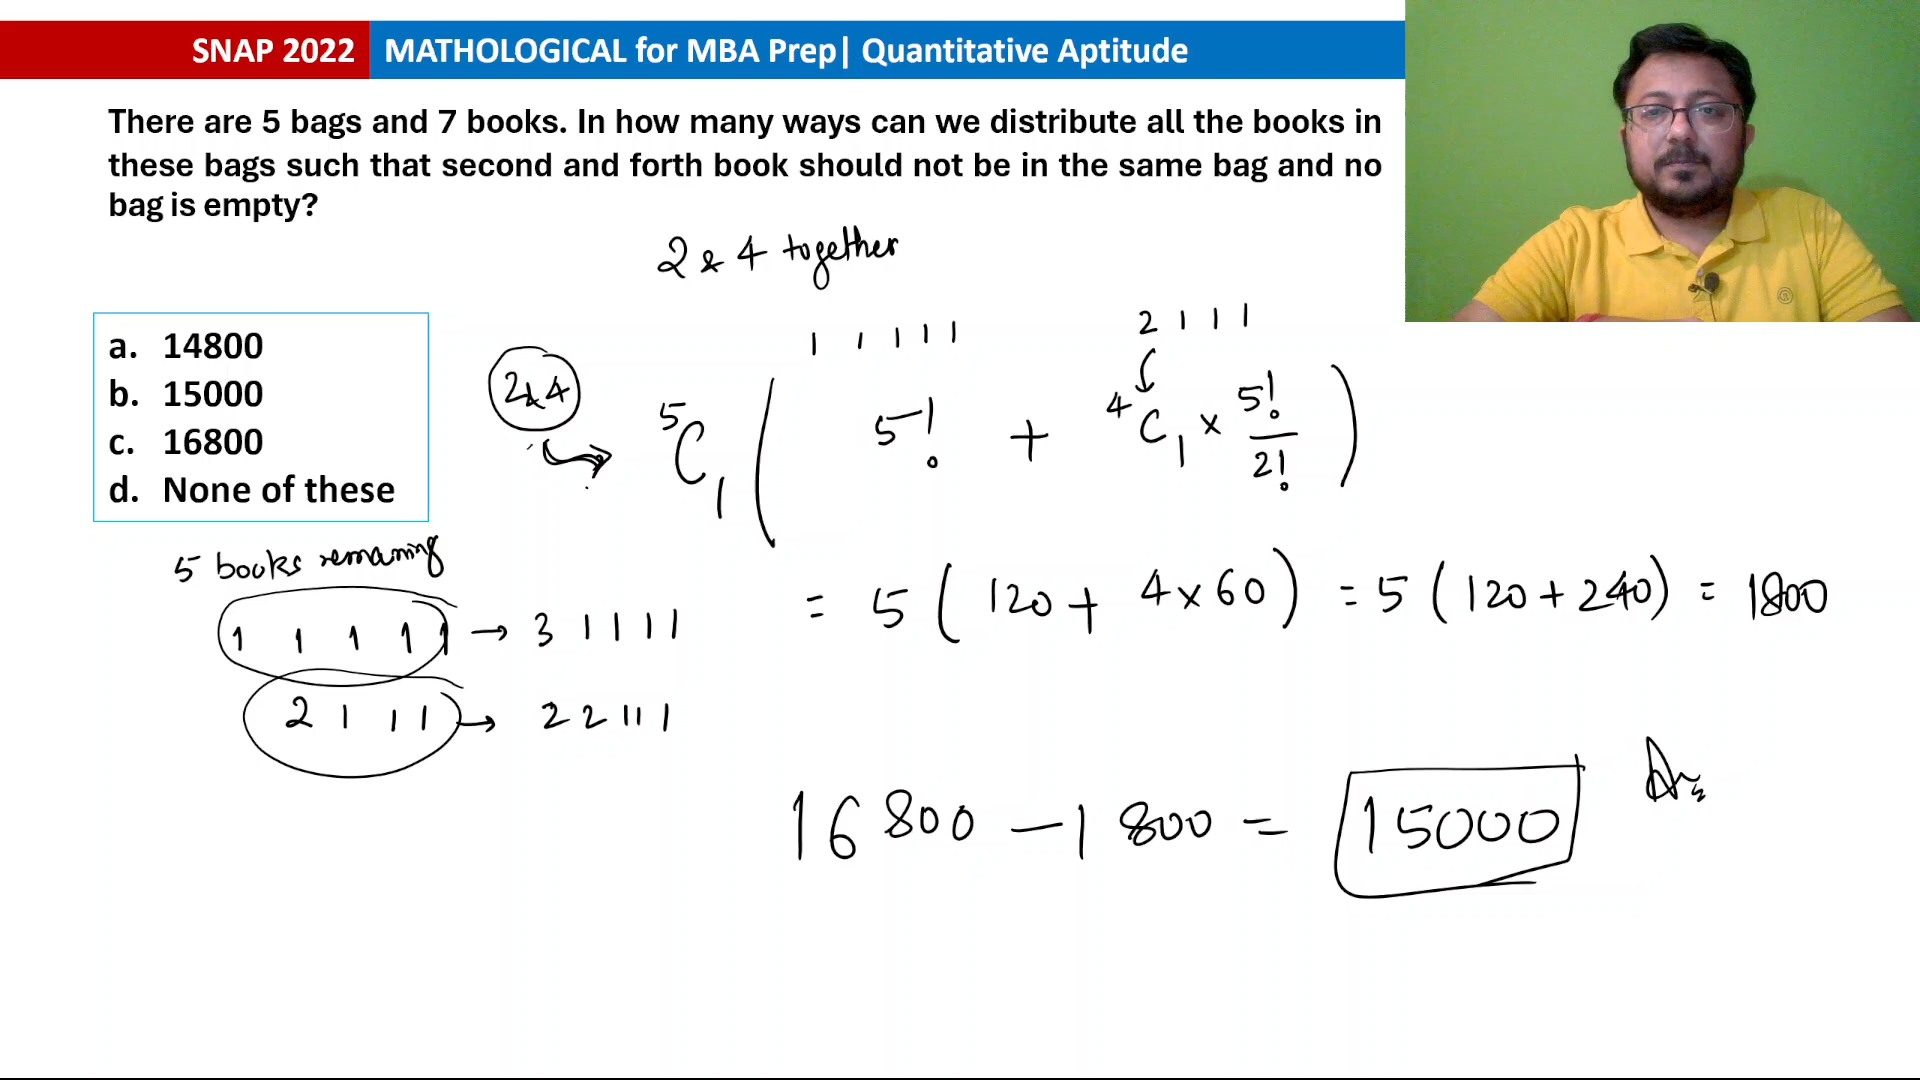 SNAP 2022 MATHOLOGICAL for MBA Prep| Quantitative Aptitude
There are 5 bags and 7 books. In how many ways can we distribute all the books in
these bags such that second and forth book should not be in the same bag and no
bag is empty?
2 & 4 together
a. 14800
b. 15000
c. 16800
d. None of these
1 1 1 1 1
2 1 1 1
2&4 → ⁵C₁ ( 5! + ⁴C₁ × 5!/2! )
= 5 ( 120 + 4×60 ) = 5 ( 120 + 240 ) = 1800
5 books remaning
1 1 1 1 1 → 3 1 1 1 1
2 1 1 1 → 2 2 1 1 1
16800 – 1800 = 15000 Ans